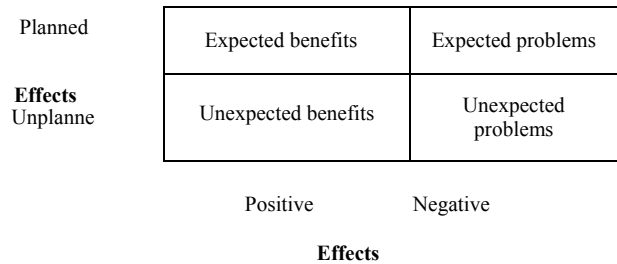 Planned
Expected benefits
Expected problems
Effects
Unplanne
Unexpected benefits
Unexpected
problems
Positive
Negative
Effects